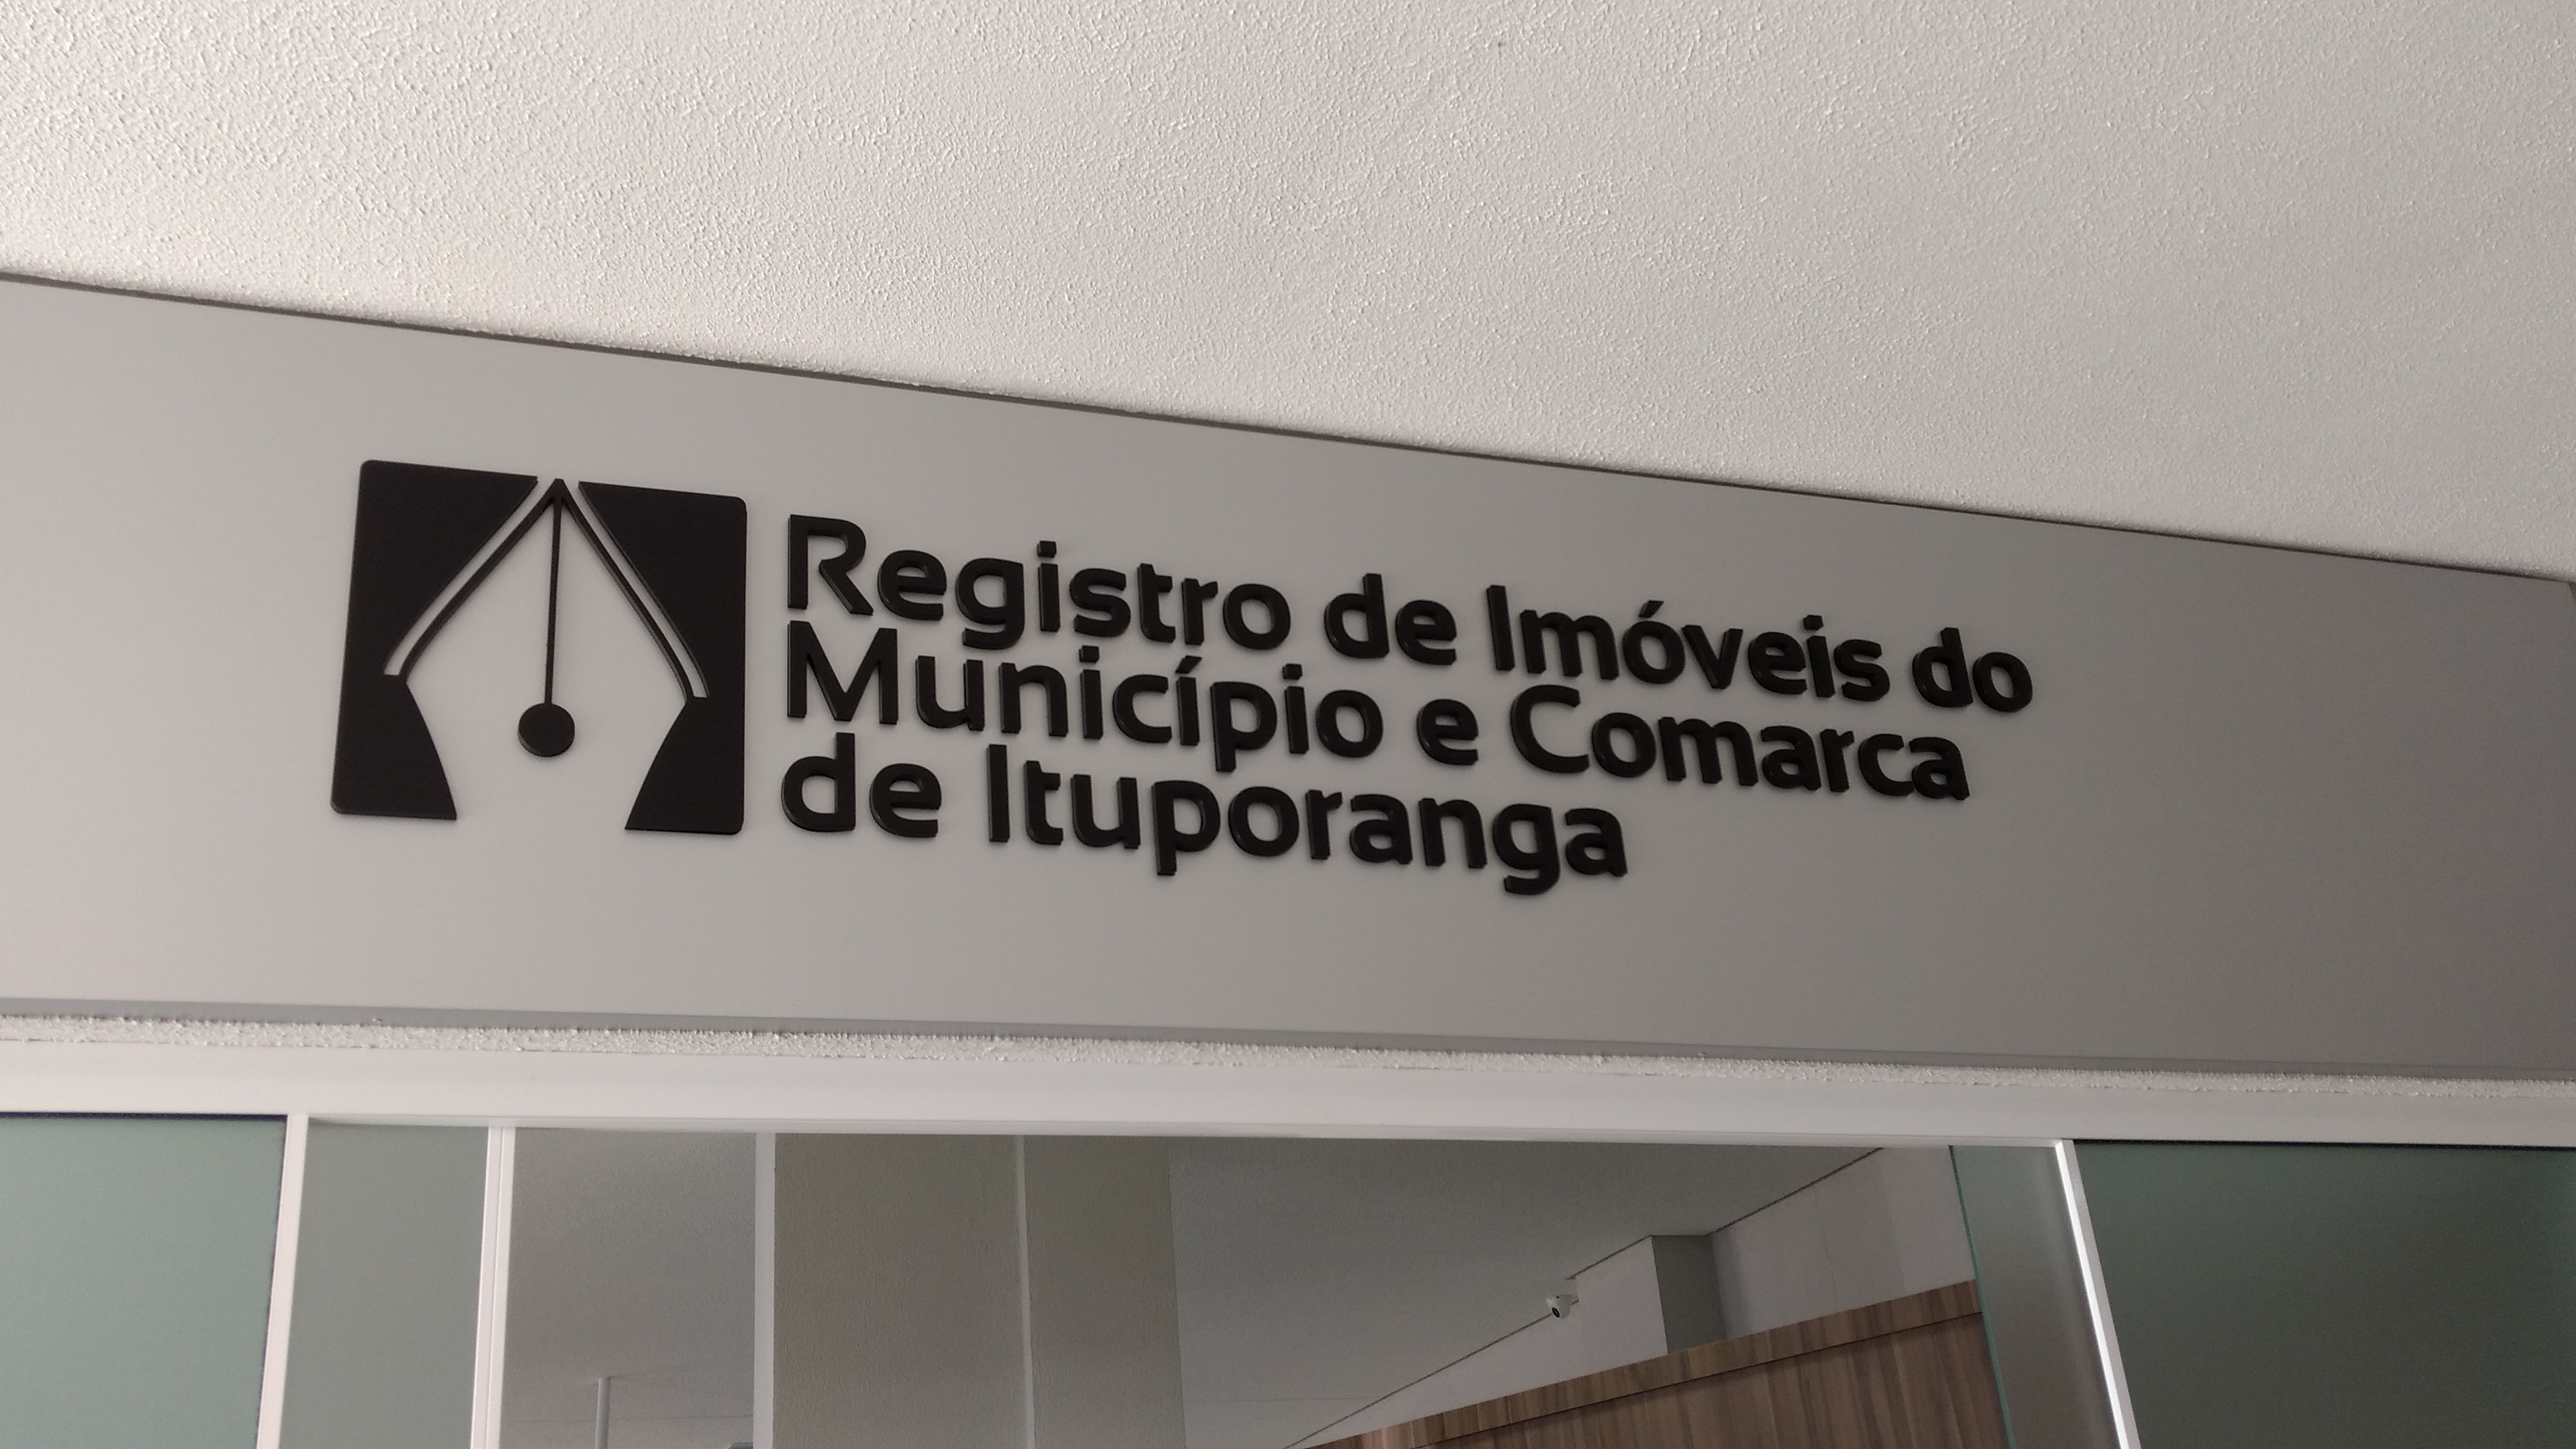 Registro de Imóveis do
Município e Comarca
de Ituporanga